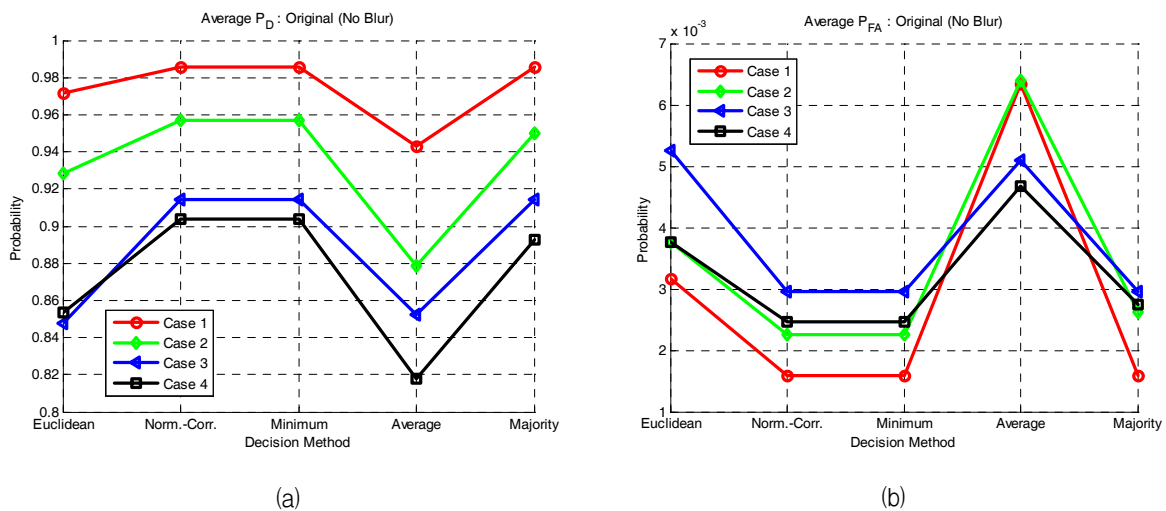 Average P_D : Original (No Blur)
1
0.98
0.96
0.94
0.92
0.9
0.88
0.86
0.84
0.82
0.8
Probability
Case 1
Case 2
Case 3
Case 4
Euclidean Norm.-Corr. Minimum Average Majority
Decision Method
(a)
Average P_FA : Original (No Blur)
x 10^-3
7
6
5
4
3
2
1
Probability
Case 1
Case 2
Case 3
Case 4
Euclidean Norm.-Corr. Minimum Average Majority
Decision Method
(b)